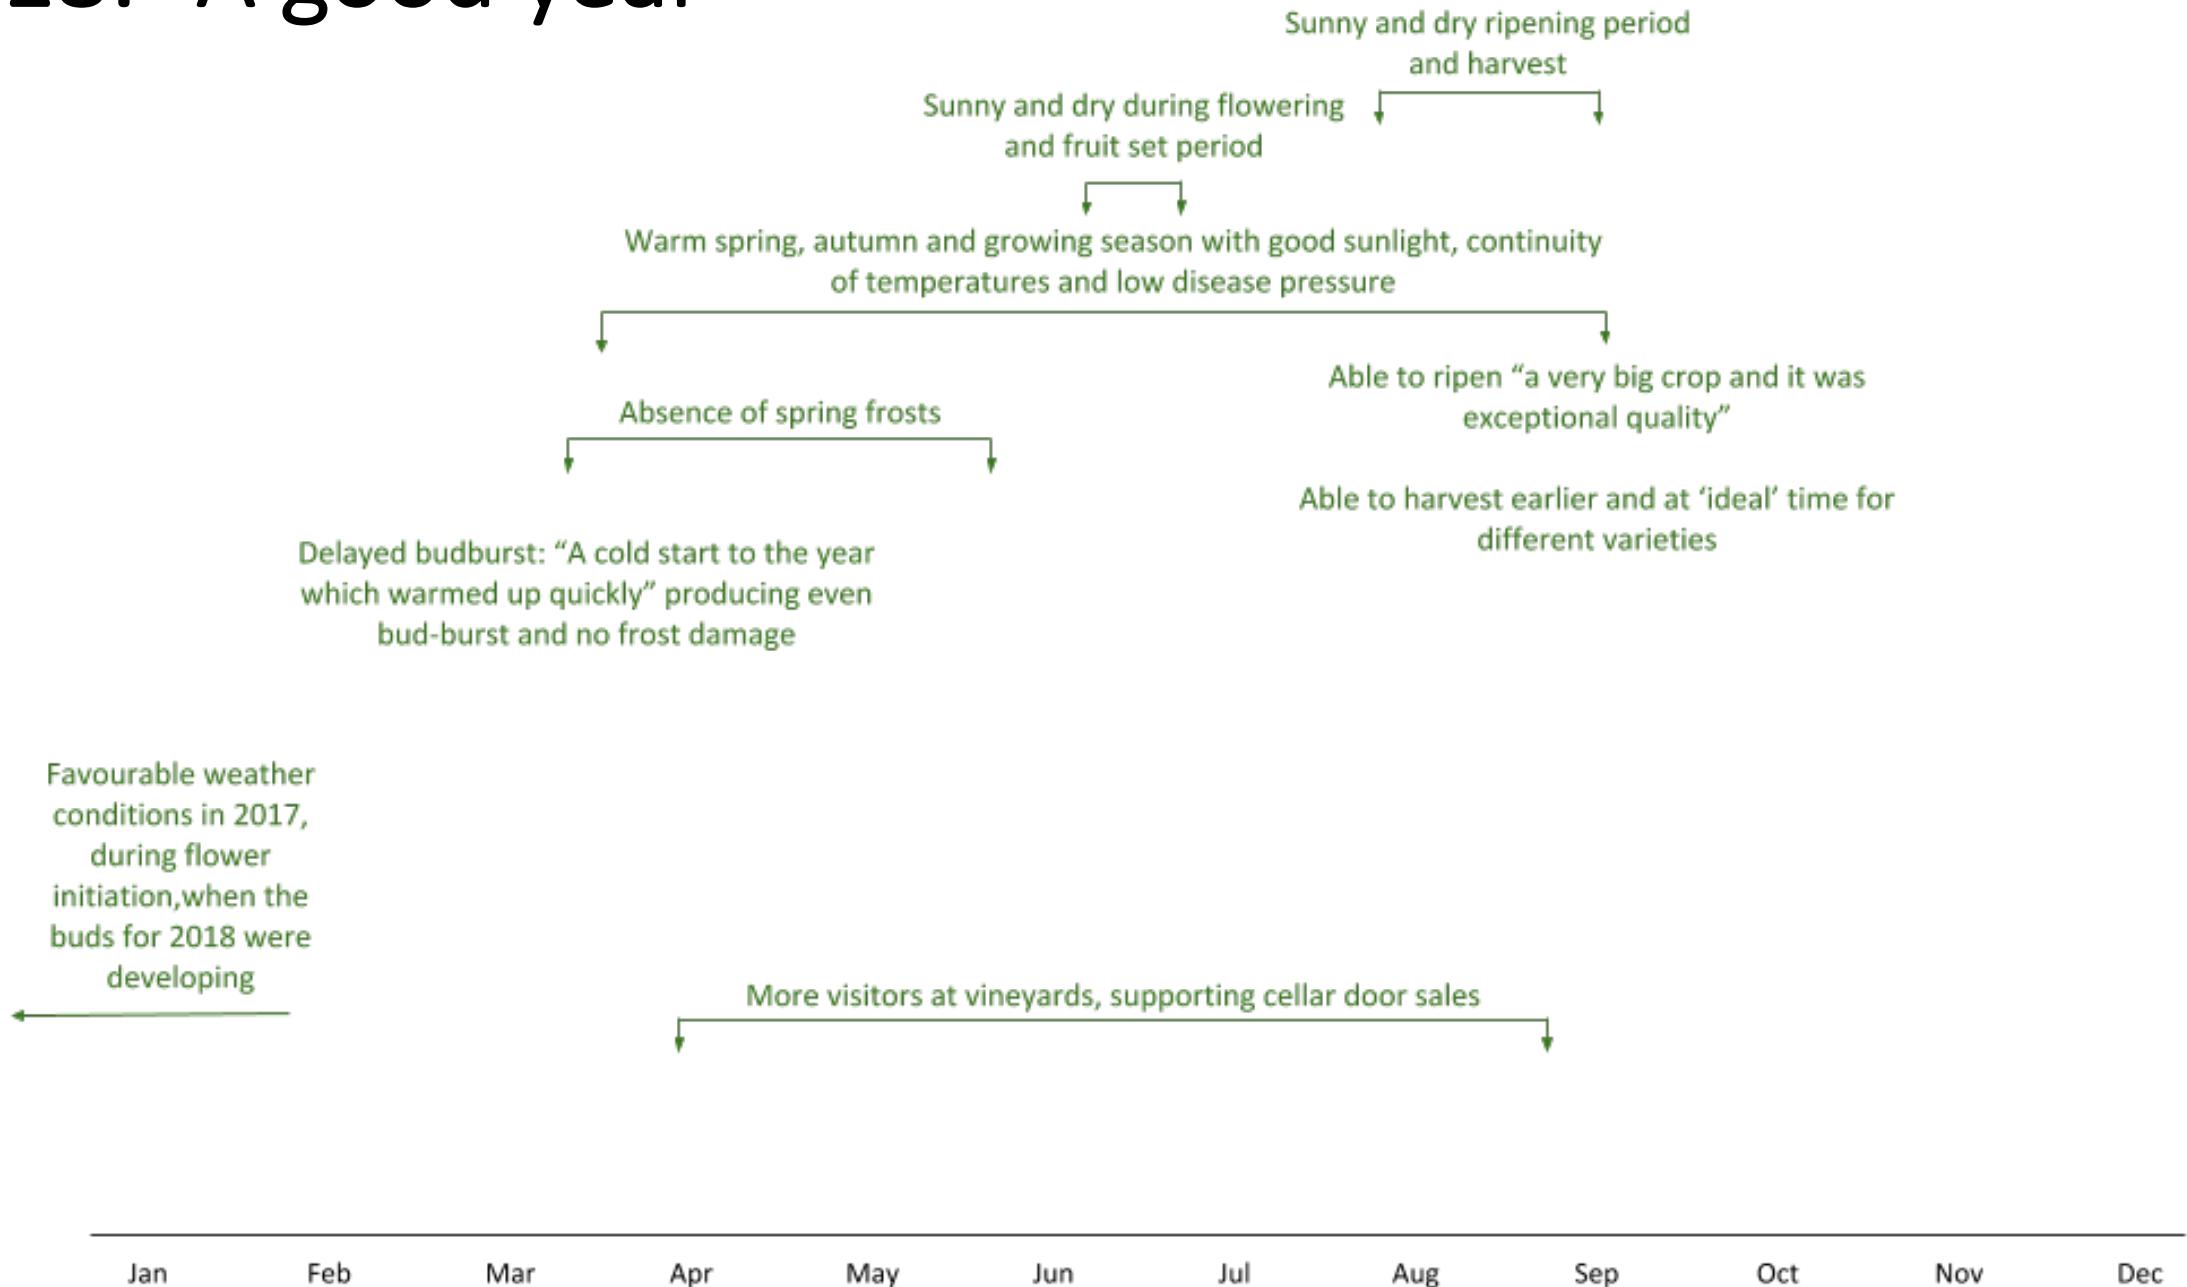 18: A good year
Sunny and dry ripening period
and harvest
Sunny and dry during flowering
and fruit set period
Warm spring, autumn and growing season with good sunlight, continuity
of temperatures and low disease pressure
Able to ripen “a very big crop and it was
exceptional quality”
Absence of spring frosts
Able to harvest earlier and at ‘ideal’ time for
different varieties
Delayed budburst: “A cold start to the year
which warmed up quickly” producing even
bud-burst and no frost damage
Favourable weather
conditions in 2017,
during flower
initiation,when the
buds for 2018 were
developing
More visitors at vineyards, supporting cellar door sales
Jan Feb Mar Apr May Jun Jul Aug Sep Oct Nov Dec